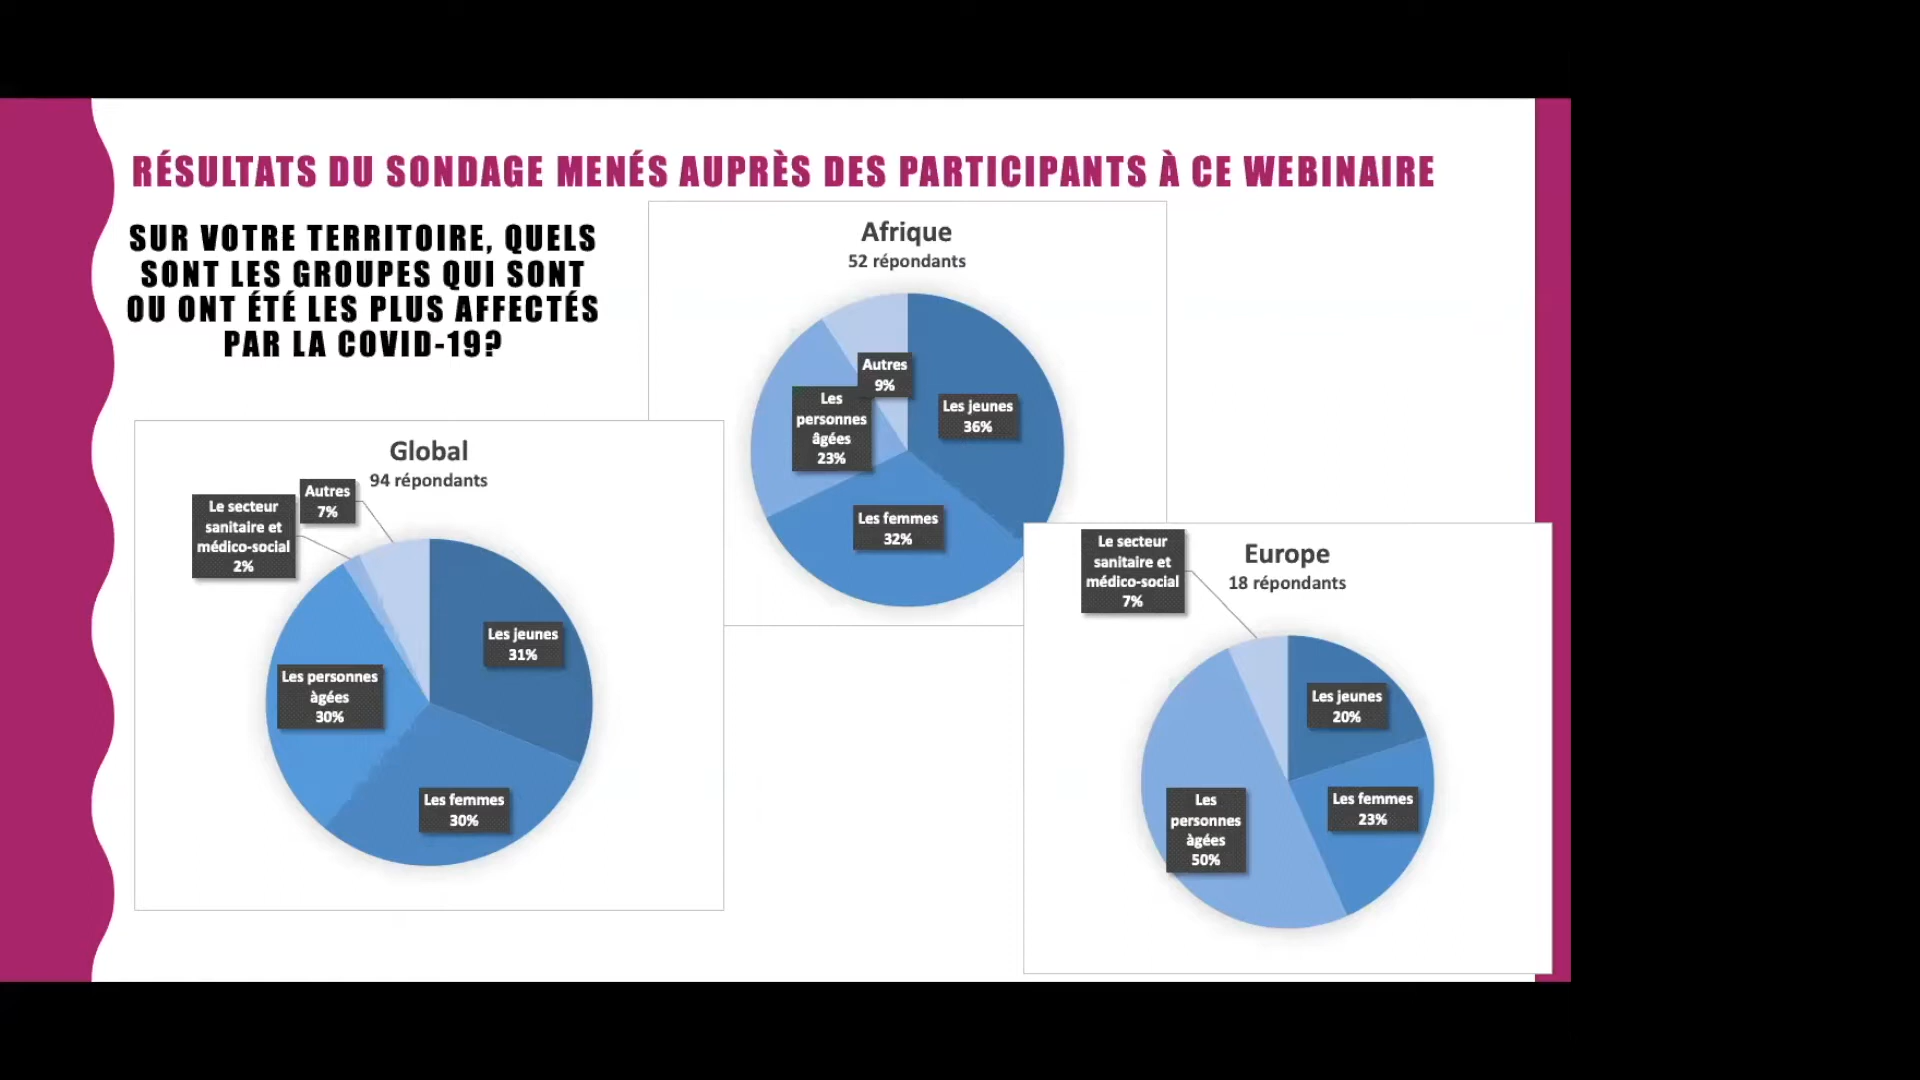 RÉSULTATS DU SONDAGE MENÉS AUPRÈS DES PARTICIPANTS À CE WEBINAIRE
SUR VOTRE TERRITOIRE, QUELS
SONT LES GROUPES QUI SONT
OU ONT ÉTÉ LES PLUS AFFECTÉS
PAR LA COVID-19?
Afrique
52 répondants
Autres
9%
Les jeunes
36%
Les
personnes
âgées
23%
Les femmes
32%
Global
94 répondants
Autres
7%
Le secteur
sanitaire et
médico-social
2%
Les jeunes
31%
Les personnes
àgées
30%
Les femmes
30%
Europe
18 répondants
Le secteur
sanitaire et
médico-social
7%
Les jeunes
20%
Les femmes
23%
Les
personnes
àgées
50%